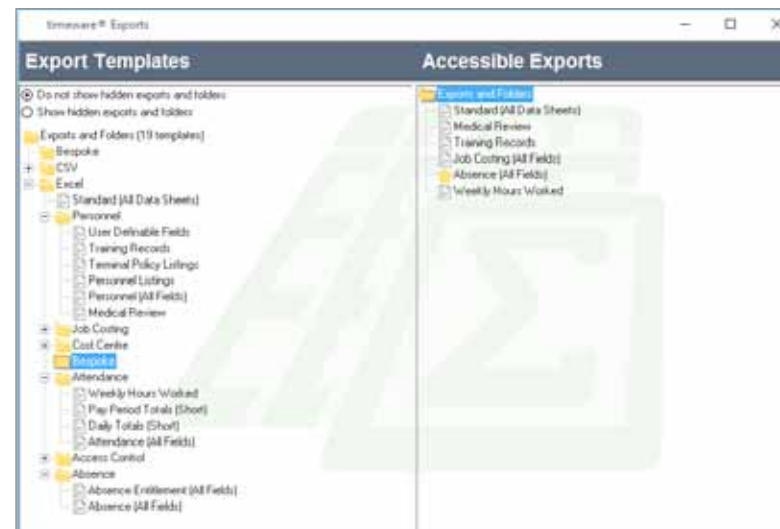 timeware® Exports
Export Templates
Accessible Exports
Do not show hidden exports and folders
Show hidden exports and folders
Exports and Folders (19 templates)
Bespoke
CSV
Excel
Standard (All Data Sheets)
Personnel
User Definable Fields
Training Records
Terminal Policy Listings
Personnel Listings
Personnel (All Fields)
Medical Review
Job Costing
Cost Centre
Bespoke
Attendance
Weekly Hours Worked
Pay Period Totals (Short)
Daily Totals (Short)
Attendance (All Fields)
Access Control
Absence
Absence Entitlement (All Fields)
Absence (All Fields)
Exports and Folders
Standard (All Data Sheets)
Medical Review
Training Records
Job Costing (All Fields)
Absence (All Fields)
Weekly Hours Worked